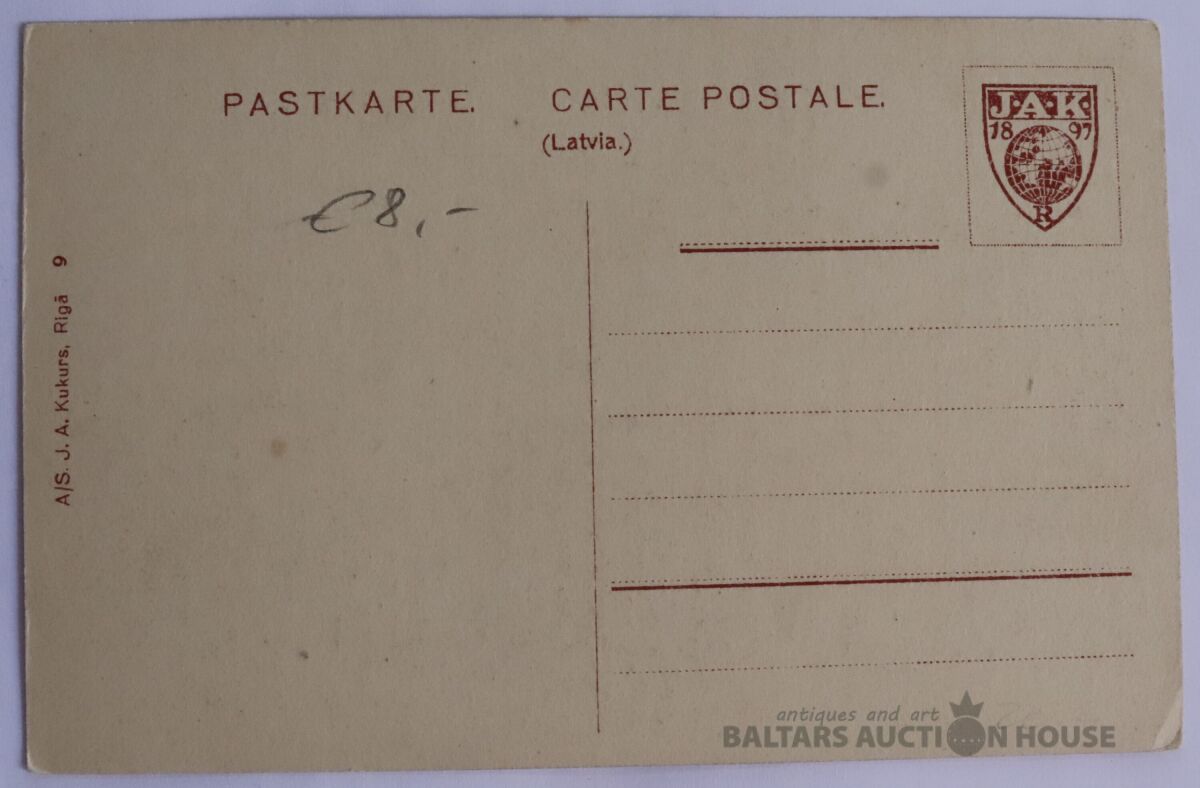 PASTKARTE. CARTE POSTALE.
(Latvia.)
J·A·K·
18 97
R
€8,-
A/S. J. A. Kukurs, Rigā 9
antiques and art
BALTARS AUCTION HOUSE